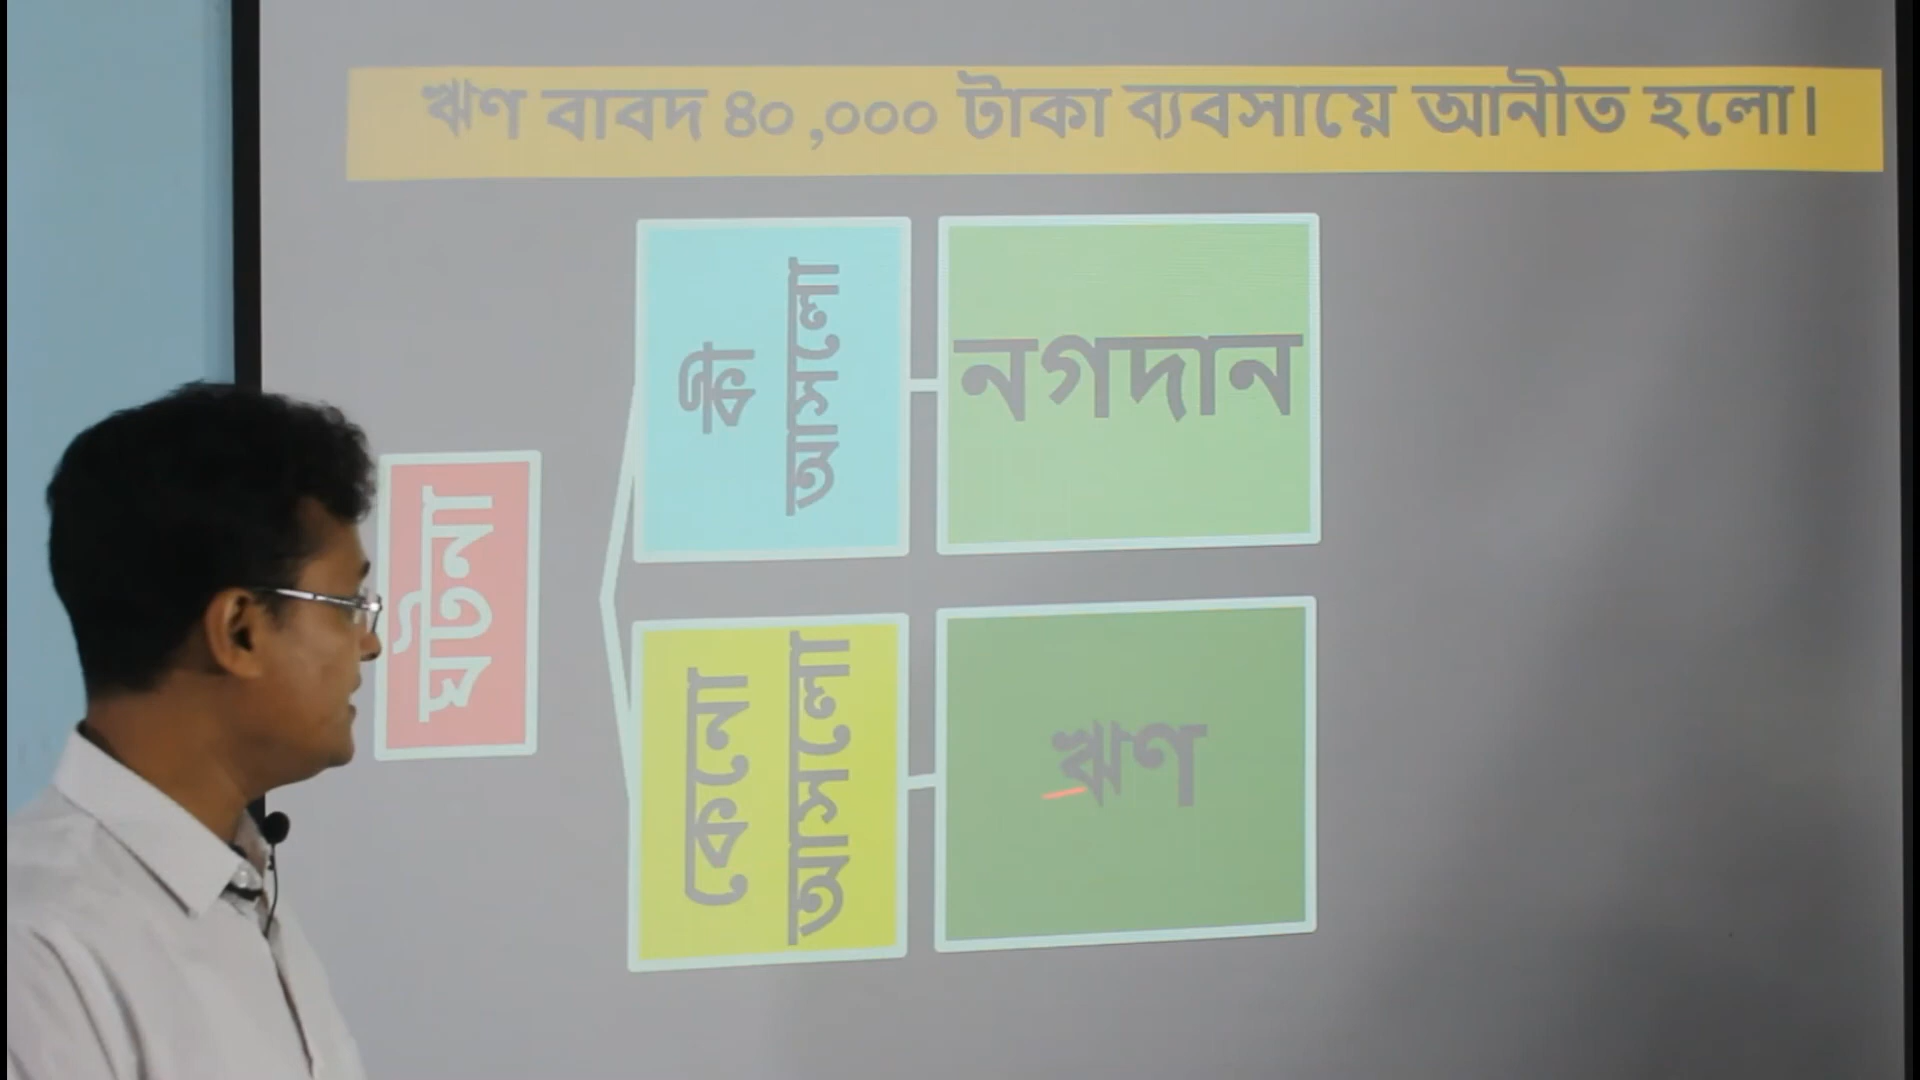 ঋণ বাবদ ৪০,০০০ টাকা ব্যবসায়ে আনীত হলো।
ঘটনা
কী
আসলো
নগদান
কেনো
আসলো
ঋণ